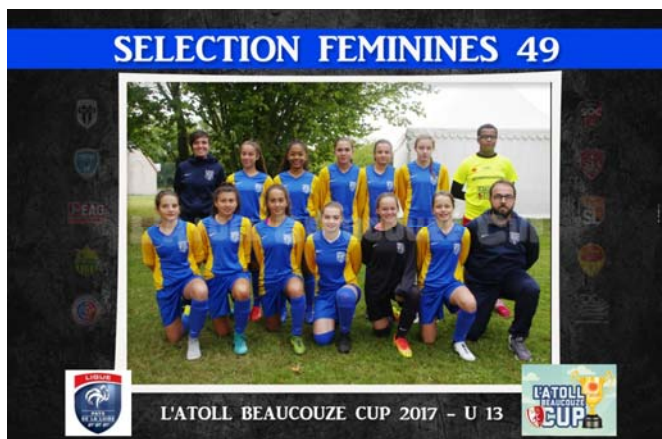 SELECTION FEMININES 49
L'ATOLL BEAUCOUZE CUP 2017 - U 13
LIGUE
PAYS
DE LA LOIRE
L'ATOLL
BEAUCOUZE
CUP